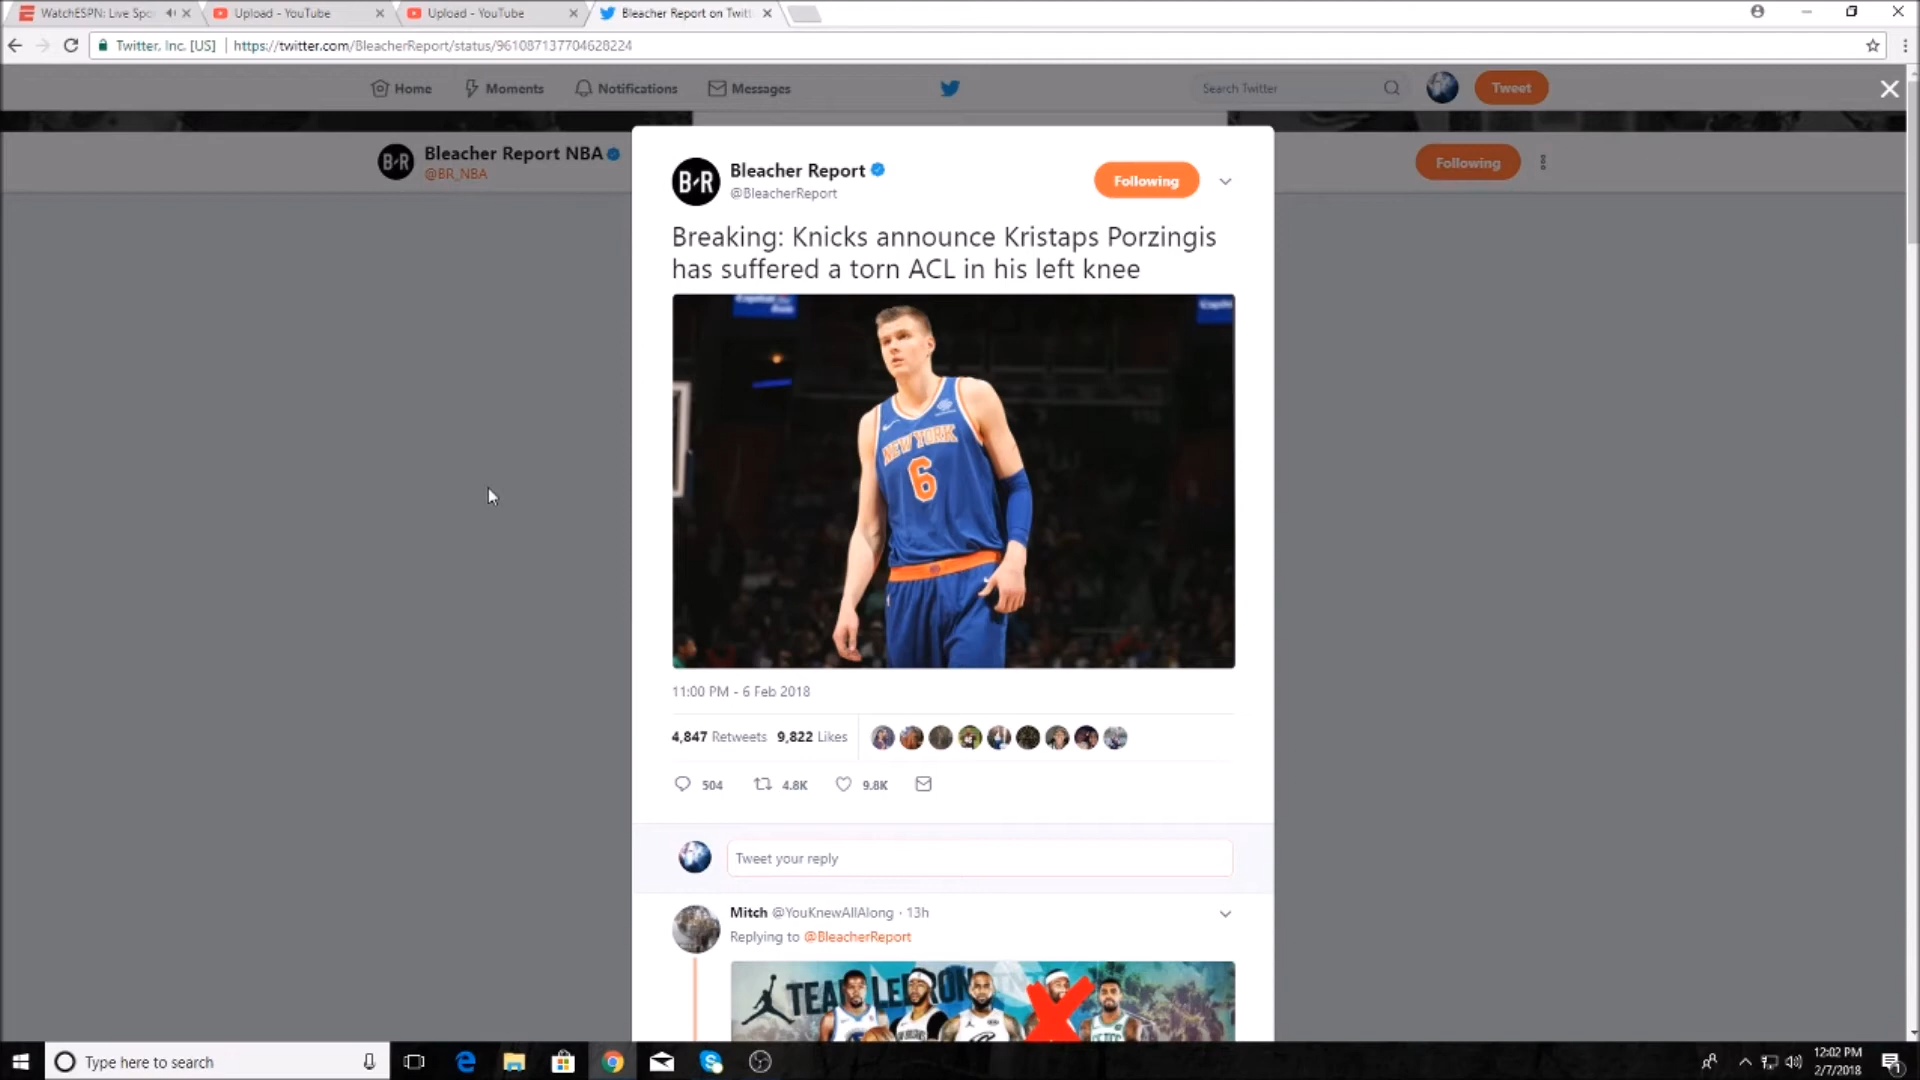 WatchESPN: Live Spo
Upload - YouTube
Upload - YouTube
Bleacher Report on Twitt
Twitter, Inc. [US]
https://twitter.com/BleacherReport/status/961087137704628224
Home
Moments
Notifications
Messages
Search Twitter
Tweet
B/R
Bleacher Report NBA
@BR_NBA
Following
B/R
Bleacher Report
@BleacherReport
Following
Breaking: Knicks announce Kristaps Porzingis
has suffered a torn ACL in his left knee
NEW YORK
6
11:00 PM - 6 Feb 2018
4,847 Retweets 9,822 Likes
504
4.8K
9.8K
Tweet your reply
Mitch @YouKnewAllAlong · 13h
Replying to @BleacherReport
TEAM LEBRON
Type here to search
12:02 PM
2/7/2018
1